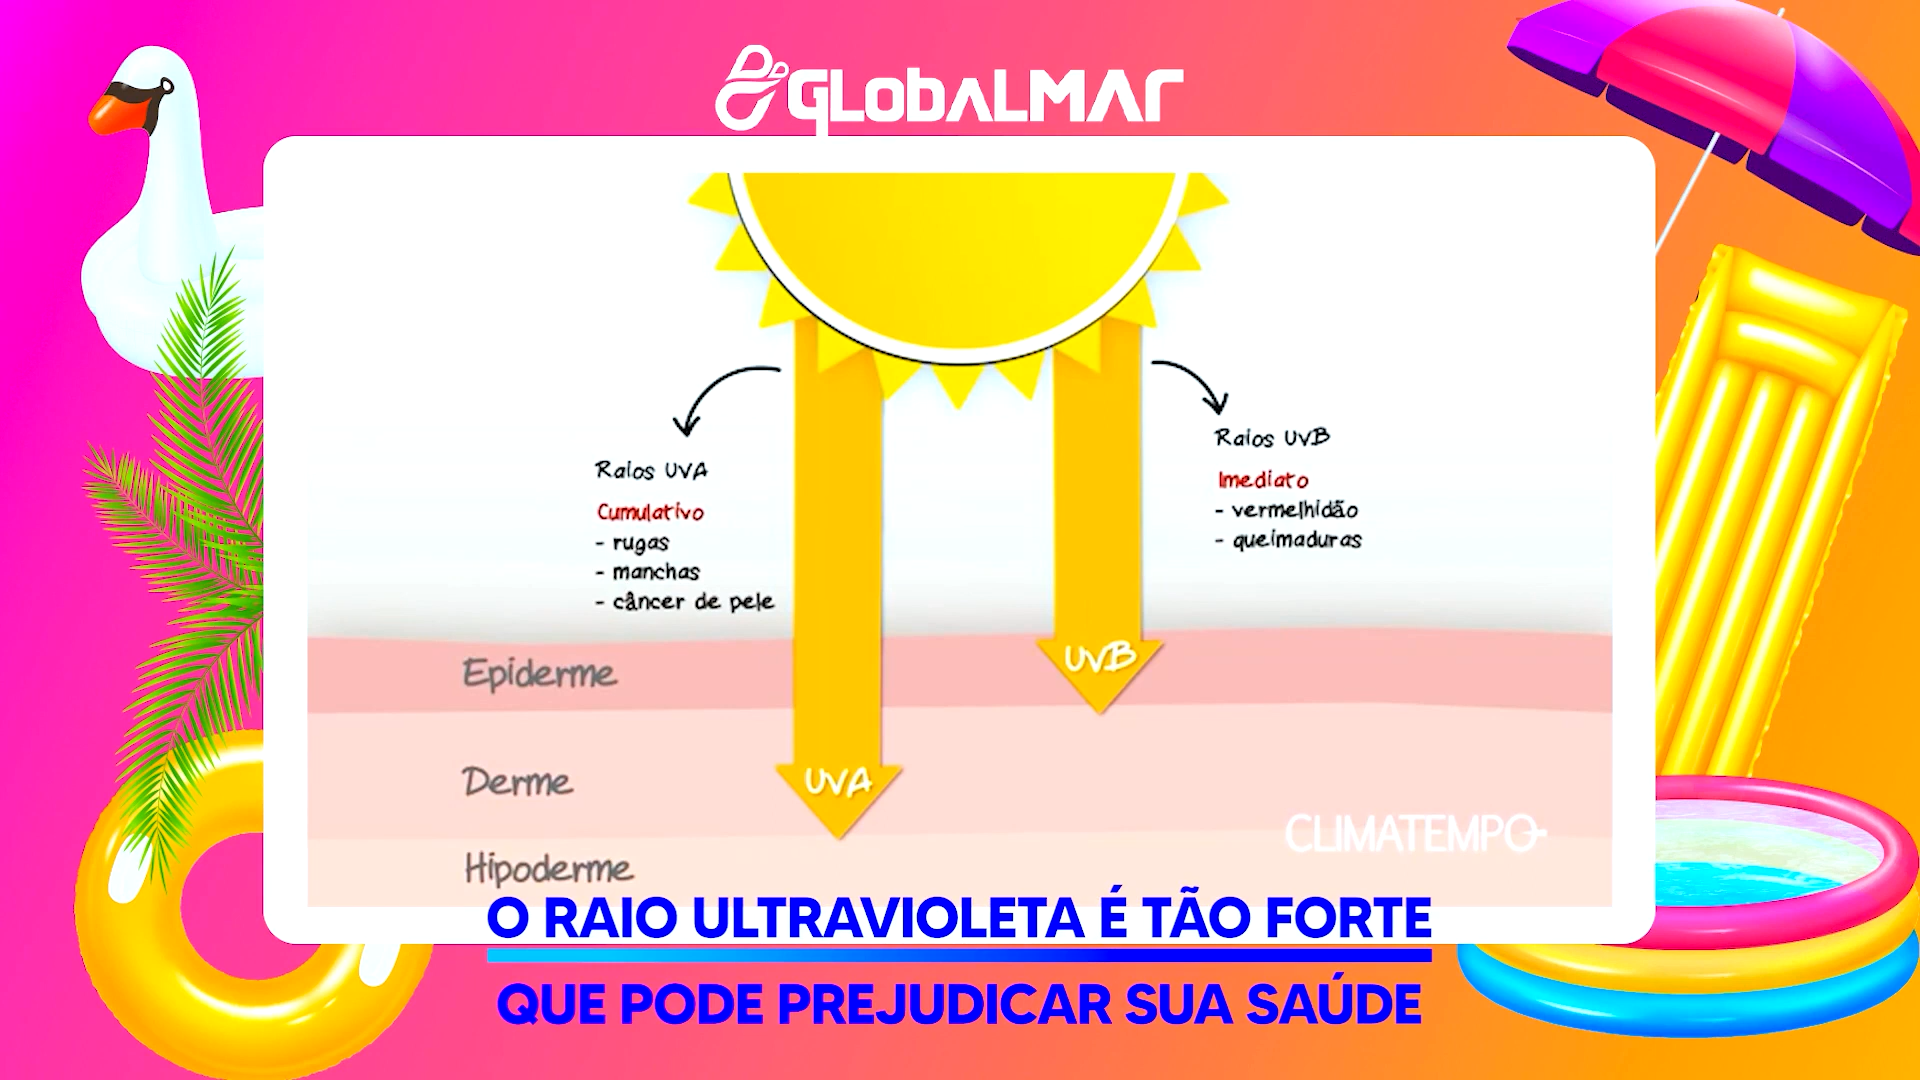 GLObALMAr
Raios UVA
Cumulativo
- rugas
- manchas
- câncer de pele
Raios UVB
Imediato
- vermelhidão
- queimaduras
UVB
Epiderme
UVA
Derme
CLIMATEMPO
Hipoderme
O RAIO ULTRAVIOLETA É TÃO FORTE
QUE PODE PREJUDICAR SUA SAÚDE